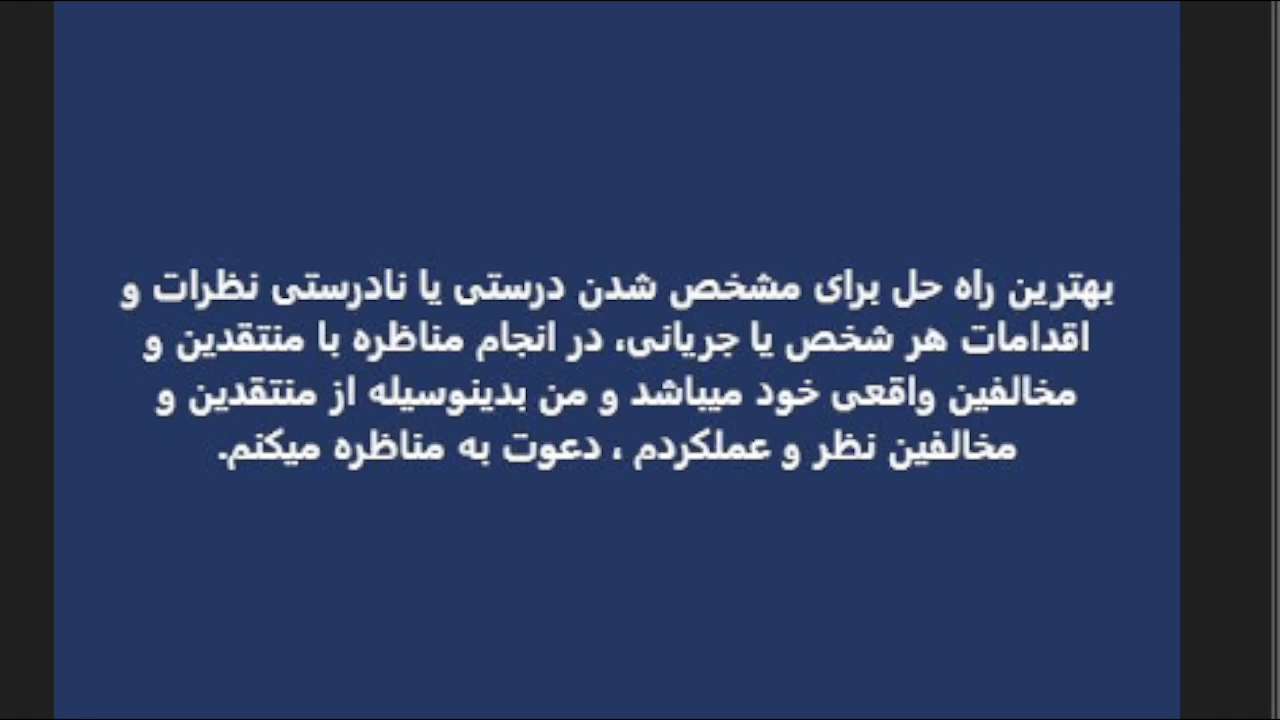 بهترین راه حل برای مشخص شدن درستی یا نادرستی نظرات و
اقدامات هر شخص یا جریانی، در انجام مناظره با منتقدین و
مخالفین واقعی خود میباشد و من بدینوسیله از منتقدین و
مخالفین نظر و عملکردم ، دعوت به مناظره میکنم.